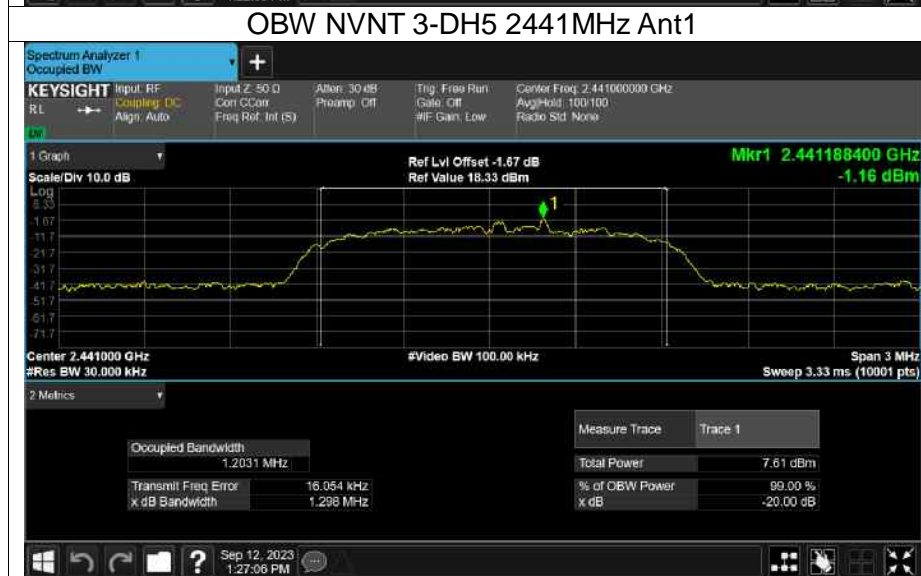 OBW NVNT 3-DH5 2441MHz Ant1
Spectrum Analyzer 1
Occupied BW
+
KEYSIGHT
RL
Input: RF
Coupling: DC
Align: Auto
Input Z: 50 Ω
Corr CCorr
Freq Ref: Int (S)
Atten: 30 dB
Preamp: Off
Trig: Free Run
Gate: Off
#IF Gain: Low
Center Freq: 2.441000000 GHz
Avg|Hold: 100/100
Radio Std: None
1 Graph
Scale/Div 10.0 dB
Ref Lvl Offset -1.67 dB
Ref Value 18.33 dBm
Mkr1 2.441188400 GHz
-1.16 dBm
Log
8.33
-1.67
-11.7
-21.7
-31.7
-41.7
-51.7
-61.7
-71.7
1
Center 2.441000 GHz
#Res BW 30.000 kHz
#Video BW 100.00 kHz
Span 3 MHz
Sweep 3.33 ms (10001 pts)
2 Metrics
Measure Trace Trace 1
Occupied Bandwidth
1.2031 MHz
Total Power 7.61 dBm
Transmit Freq Error 16.054 kHz
% of OBW Power 99.00 %
x dB Bandwidth 1.298 MHz
x dB -20.00 dB
?
Sep 12, 2023
1:27:06 PM